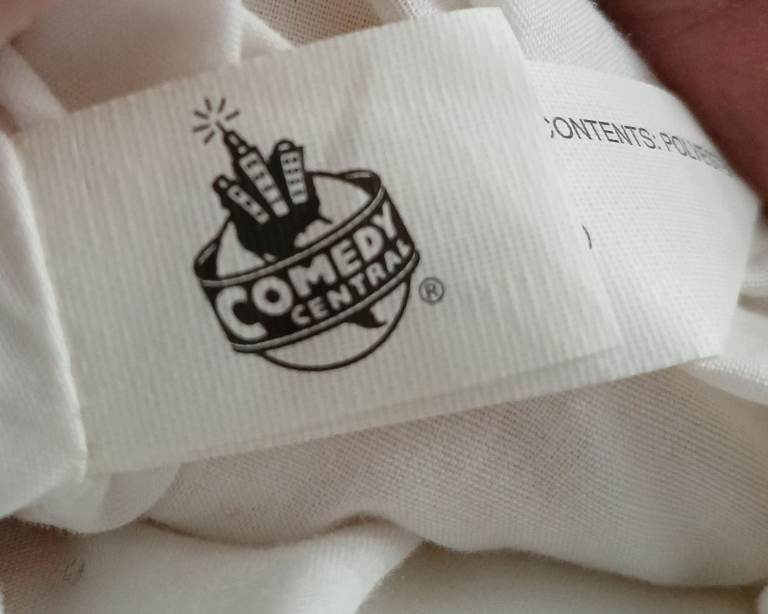 COMEDY
CENTRAL
®
CONTENTS:
)